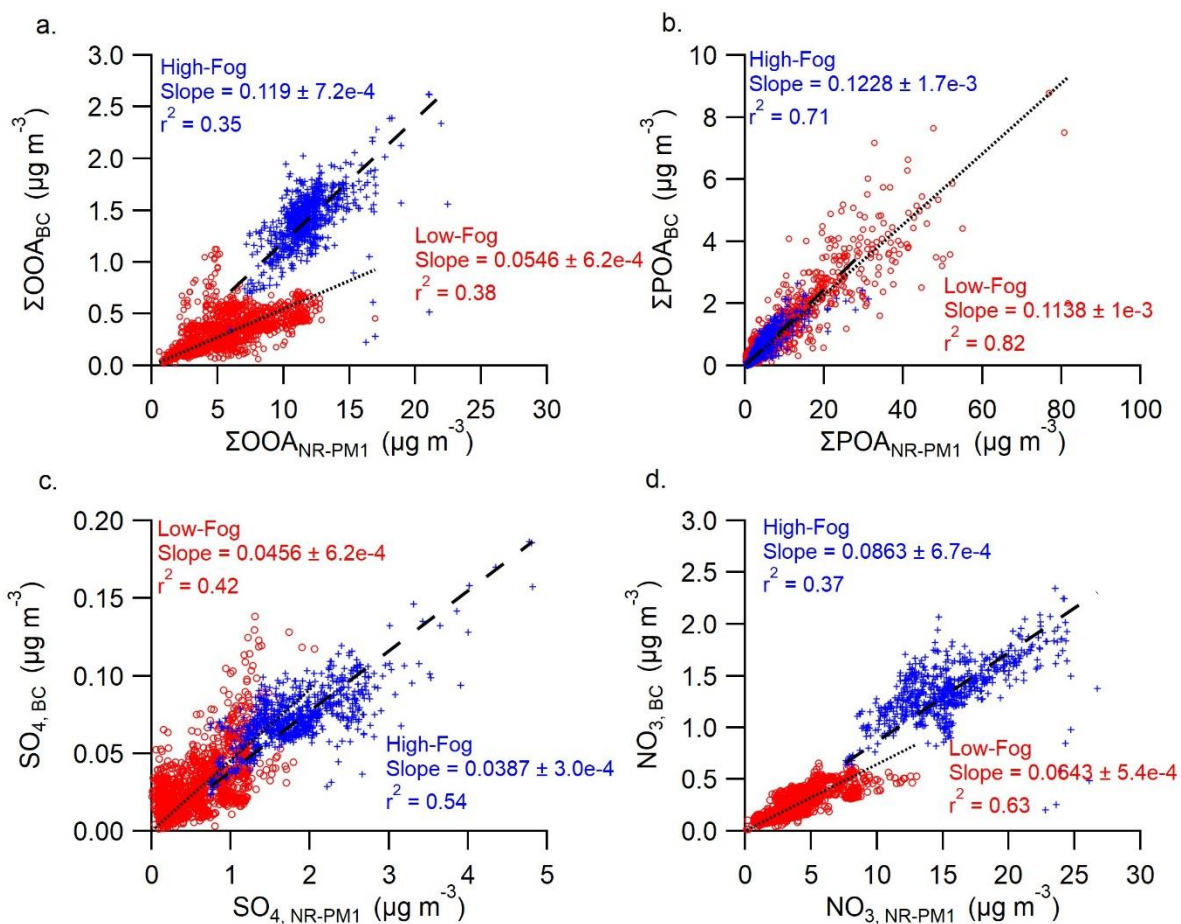 a.
3.0
2.5
2.0
1.5
1.0
0.5
0.0
ΣOOA_BC (µg m⁻³)
High-Fog
Slope = 0.119 ± 7.2e-4
r² = 0.35
Low-Fog
Slope = 0.0546 ± 6.2e-4
r² = 0.38
0 5 10 15 20 25 30
ΣOOA_NR-PM1 (µg m⁻³)
b.
10
8
6
4
2
0
ΣPOA_BC (µg m⁻³)
High-Fog
Slope = 0.1228 ± 1.7e-3
r² = 0.71
Low-Fog
Slope = 0.1138 ± 1e-3
r² = 0.82
0 20 40 60 80 100
ΣPOA_NR-PM1 (µg m⁻³)
c.
0.20
0.15
0.10
0.05
0.00
SO₄, BC (µg m⁻³)
Low-Fog
Slope = 0.0456 ± 6.2e-4
r² = 0.42
High-Fog
Slope = 0.0387 ± 3.0e-4
r² = 0.54
0 1 2 3 4 5
SO₄, NR-PM1 (µg m⁻³)
d.
3.0
2.5
2.0
1.5
1.0
0.5
0.0
NO₃, BC (µg m⁻³)
High-Fog
Slope = 0.0863 ± 6.7e-4
r² = 0.37
Low-Fog
Slope = 0.0643 ± 5.4e-4
r² = 0.63
0 5 10 15 20 25 30
NO₃, NR-PM1 (µg m⁻³)